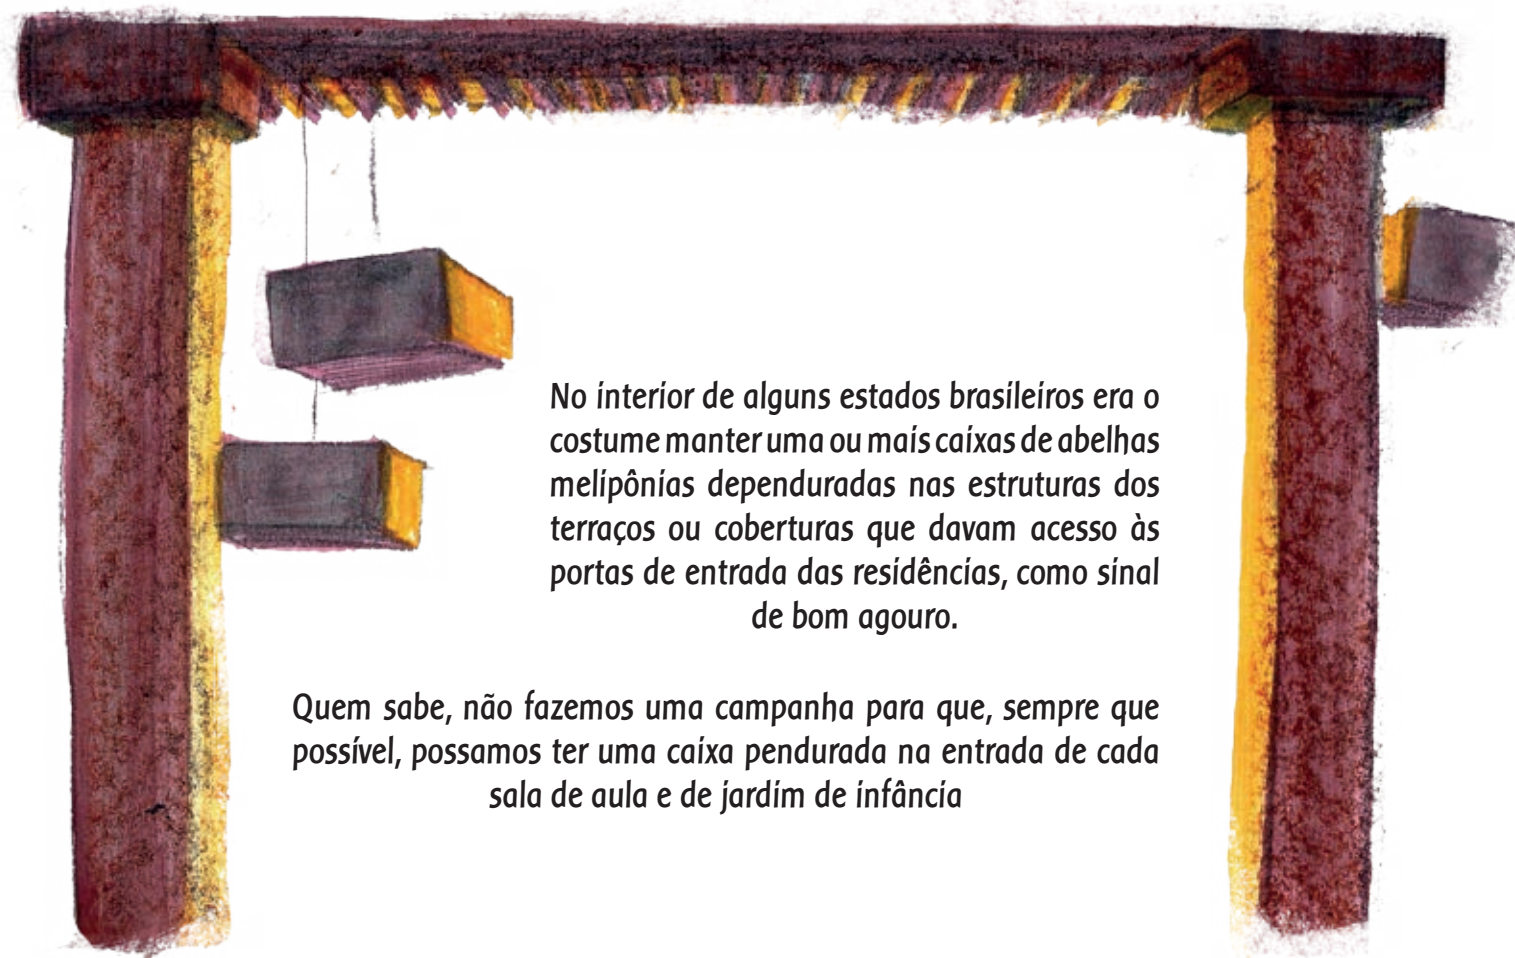 No interior de alguns estados brasileiros era o
costume manter uma ou mais caixas de abelhas
melipônias dependuradas nas estruturas dos
terraços ou coberturas que davam acesso às
portas de entrada das residências, como sinal
de bom agouro.
Quem sabe, não fazemos uma campanha para que, sempre que
possível, possamos ter uma caixa pendurada na entrada de cada
sala de aula e de jardim de infância